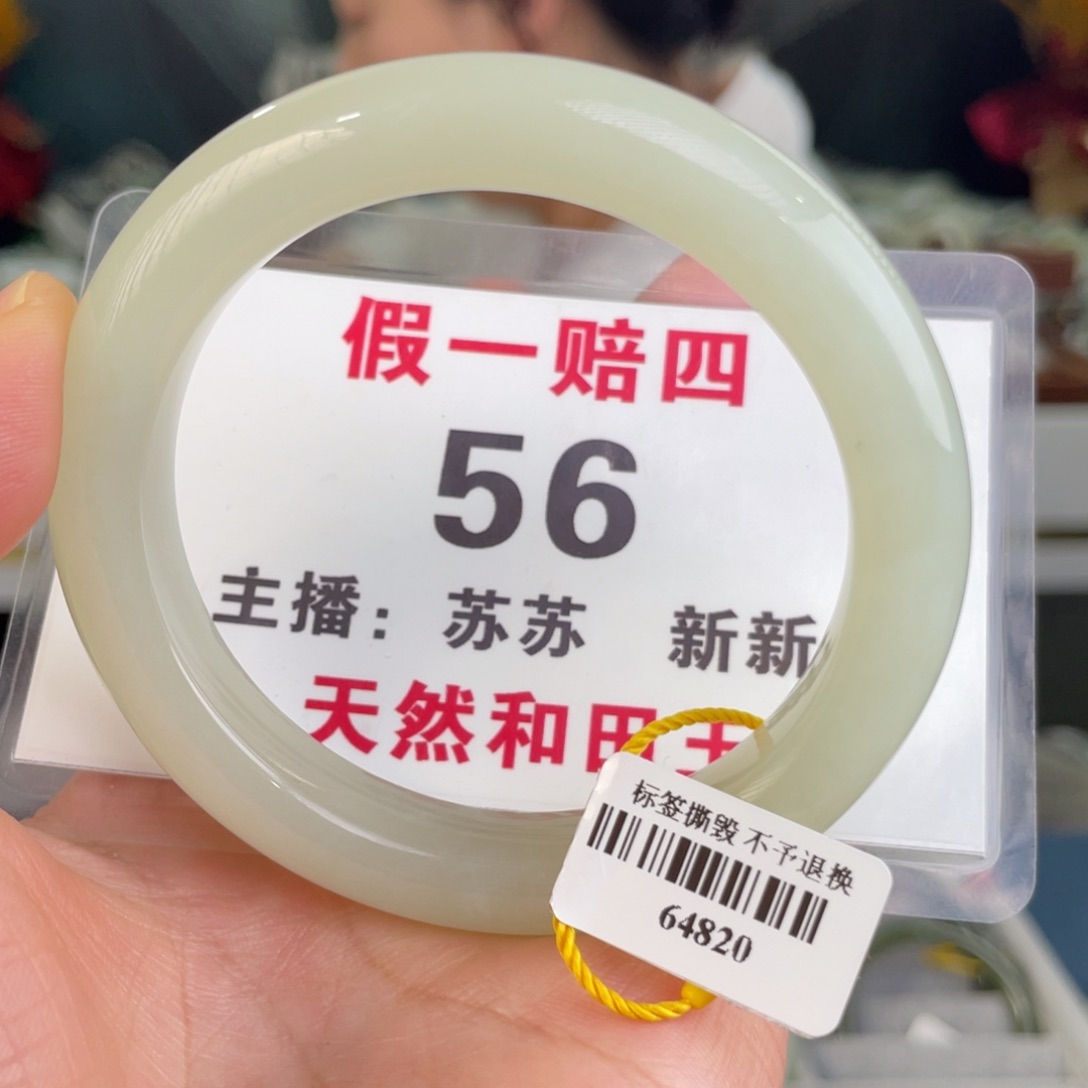 假一赔四
56
主播：苏苏 新新
天然和田玉
标签撕毁 不予退换
64820